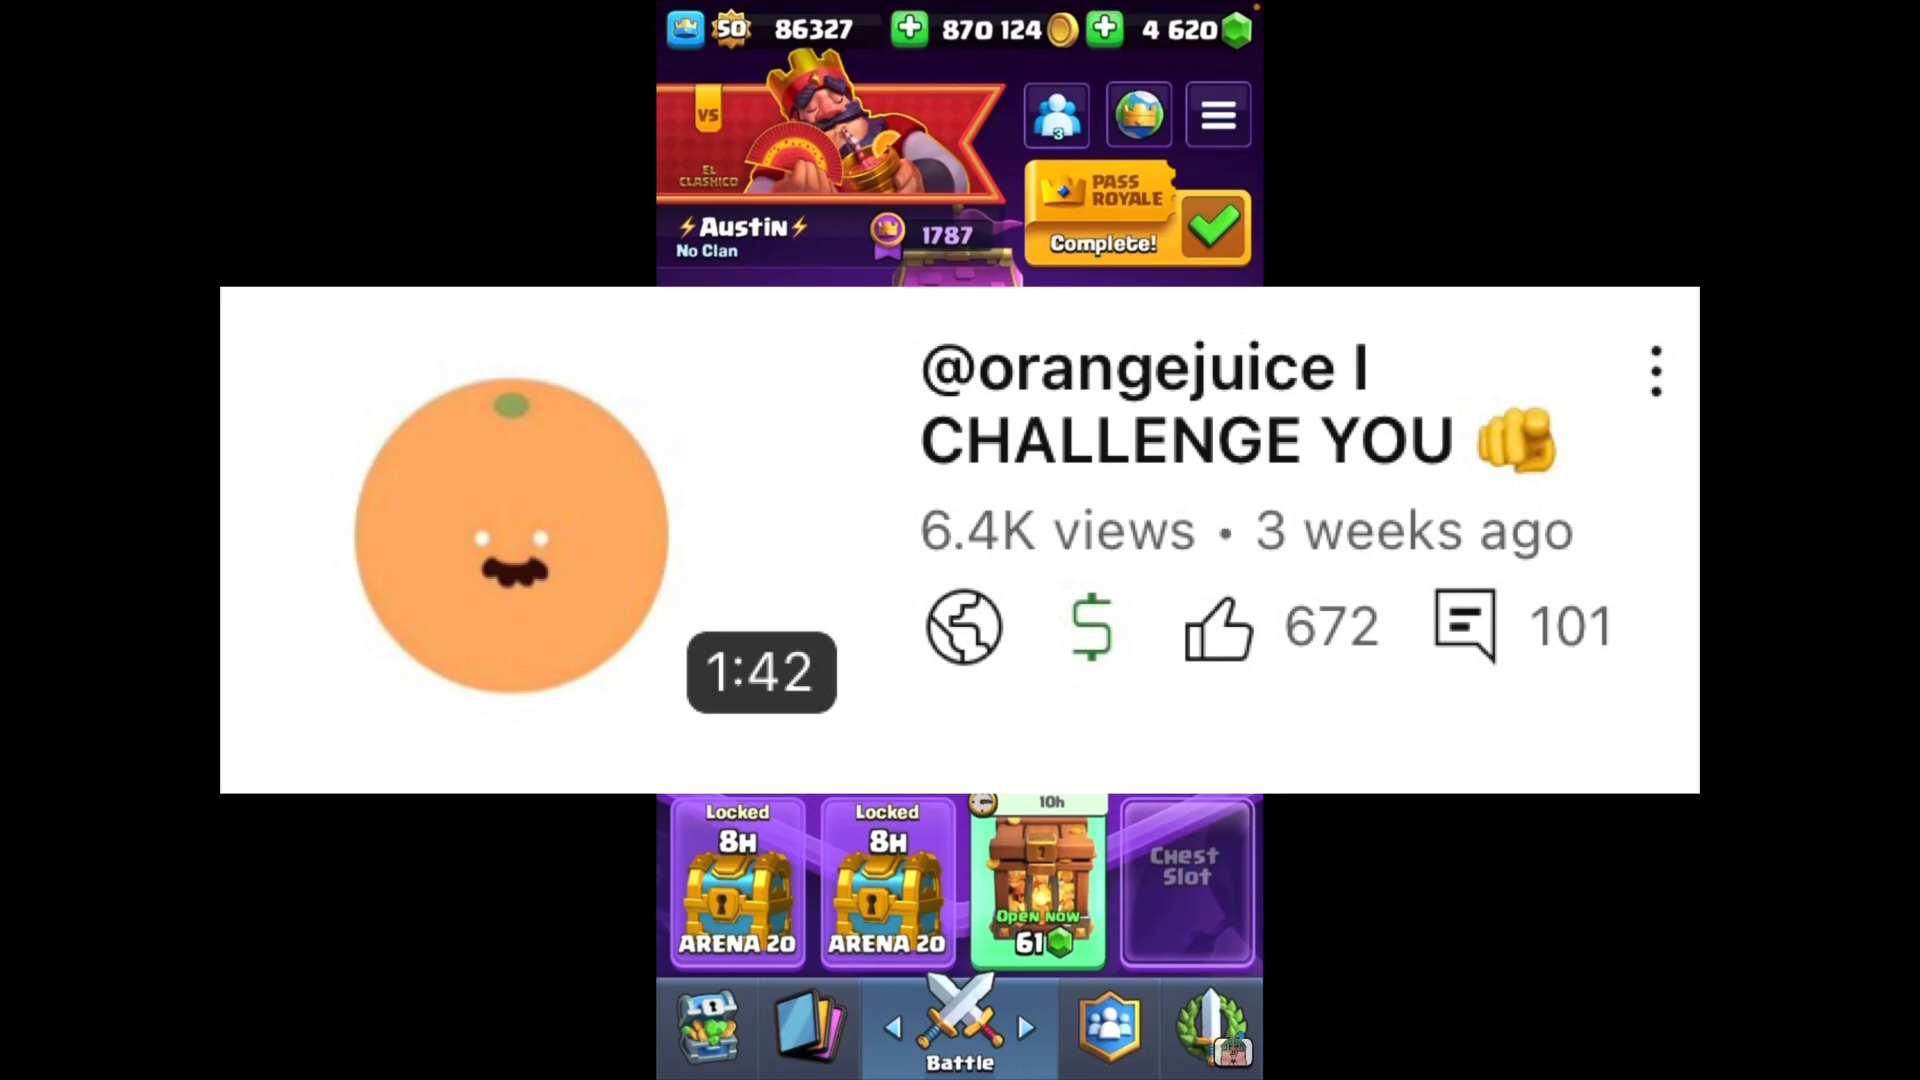 50 86327 870 124 4 620
VS
EL
CLASHICO
3
PASS
ROYALE
Complete!
⚡Austin⚡
No Clan
1787
@orangejuice I
CHALLENGE YOU 🫵
6.4K views • 3 weeks ago
$ 672 101
1:42
Locked
8H
ARENA 20
Locked
8H
ARENA 20
10h
OPEN NOW
61
CHEST
SLOT
Battle